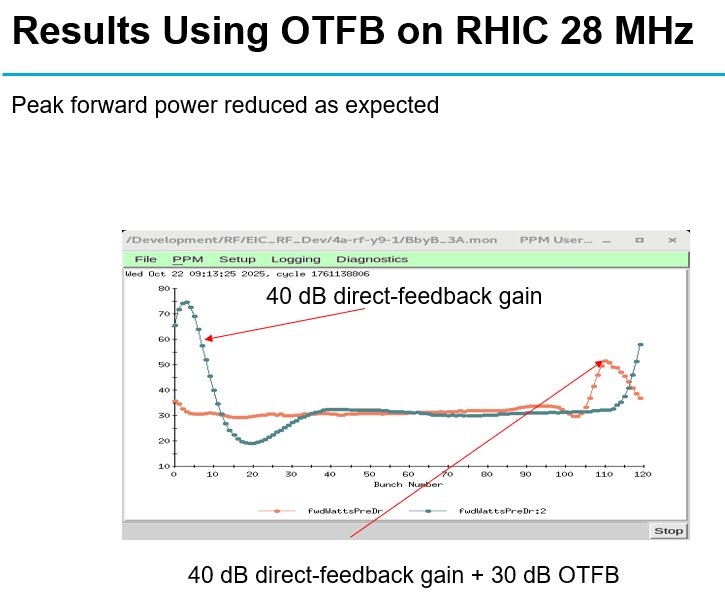 Results Using OTFB on RHIC 28 MHz
Peak forward power reduced as expected
/Development/RF/EIC_RF_Dev/4a-rf-y9-1/BbyB_3A.mon PPM User...
File PPM Setup Logging Diagnostics
Wed Oct 22 09:13:25 2025, cycle 1761138806
40 dB direct-feedback gain
80
70
60
50
40
30
20
10
0 10 20 30 40 50 60 70 80 90 100 110 120
Bunch Number
fwdWattsPreDr fwdWattsPreDr:2
Stop
40 dB direct-feedback gain + 30 dB OTFB